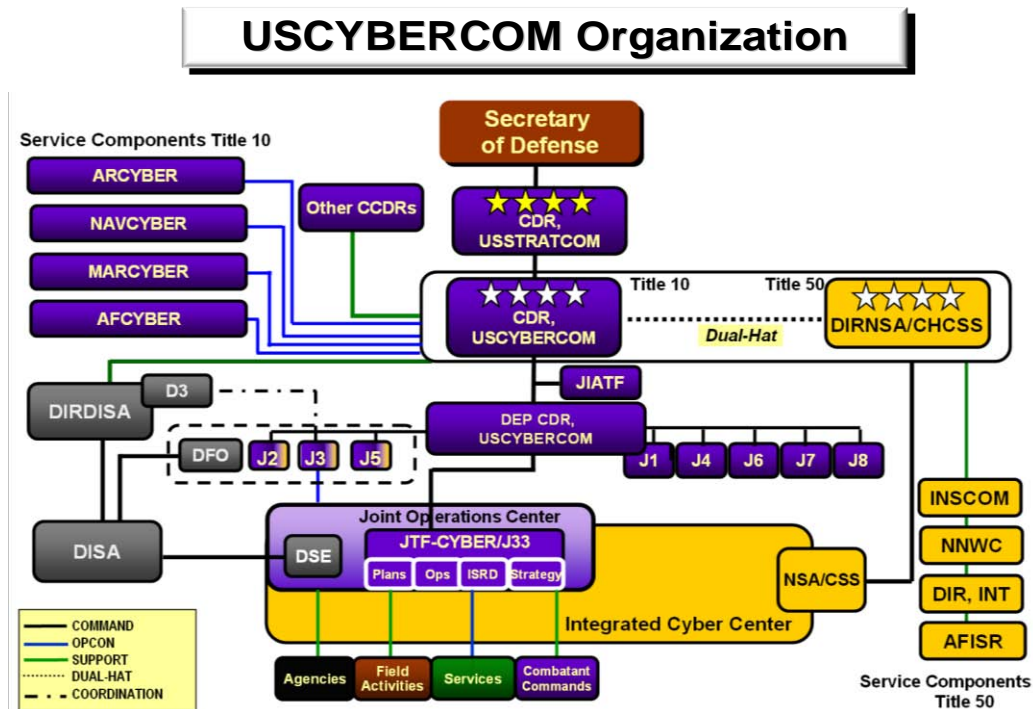 USCYBERCOM Organization
Secretary
of Defense
Service Components Title 10
ARCYBER
NAVCYBER
MARCYBER
AFCYBER
Other CCDRs
CDR,
USSTRATCOM
CDR,
USCYBERCOM
Title 10
Title 50
Dual-Hat
DIRNSA/CHCSS
JIATF
DEP CDR,
USCYBERCOM
D3
DIRDISA
DFO
J2
J3
J5
J1
J4
J6
J7
J8
DISA
Joint Operations Center
DSE
JTF-CYBER/J33
Plans
Ops
ISRD
Strategy
NSA/CSS
Integrated Cyber Center
INSCOM
NNWC
DIR, INT
AFISR
Service Components
Title 50
COMMAND
OPCON
SUPPORT
DUAL-HAT
COORDINATION
Agencies
Field
Activities
Services
Combatant
Commands